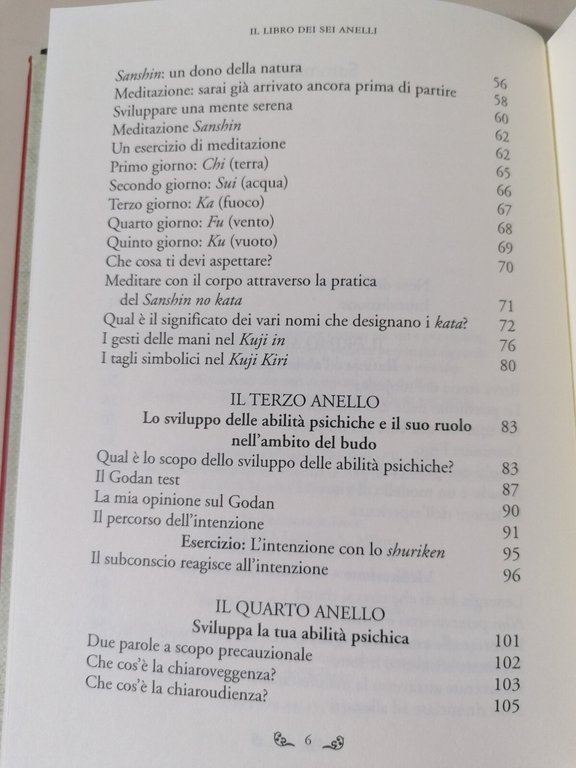 IL LIBRO DEI SEI ANELLI
Sanshin: un dono della natura 56
Meditazione: sarai già arrivato ancora prima di partire 58
Sviluppare una mente serena 60
Meditazione Sanshin 62
Un esercizio di meditazione 62
Primo giorno: Chi (terra) 65
Secondo giorno: Sui (acqua) 66
Terzo giorno: Ka (fuoco) 67
Quarto giorno: Fu (vento) 68
Quinto giorno: Ku (vuoto) 69
Che cosa ti devi aspettare? 70
Meditare con il corpo attraverso la pratica
del Sanshin no kata 71
Qual è il significato dei vari nomi che designano i kata? 72
I gesti delle mani nel Kuji in 76
I tagli simbolici nel Kuji Kiri 80
IL TERZO ANELLO
Lo sviluppo delle abilità psichiche e il suo ruolo 83
nell'ambito del budo
Qual è lo scopo dello sviluppo delle abilità psichiche? 83
Il Godan test 87
La mia opinione sul Godan 90
Il percorso dell'intenzione 91
Esercizio: L'intenzione con lo shuriken 95
Il subconscio reagisce all'intenzione 96
IL QUARTO ANELLO
Sviluppa la tua abilità psichica 101
Due parole a scopo precauzionale 102
Che cos'è la chiaroveggenza? 103
Che cos'è la chiaroudienza? 105
6